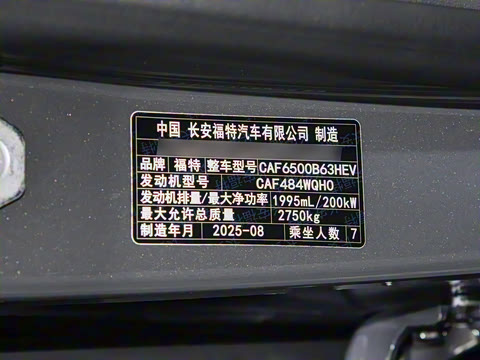 中国 长安福特汽车有限公司 制造
品牌 福特 整车型号 CAF6500B63HEV
发动机型号 CAF484WQH0
发动机排量/最大净功率 1995mL/200kW
最大允许总质量 2750kg
制造年月 2025-08 乘坐人数 7